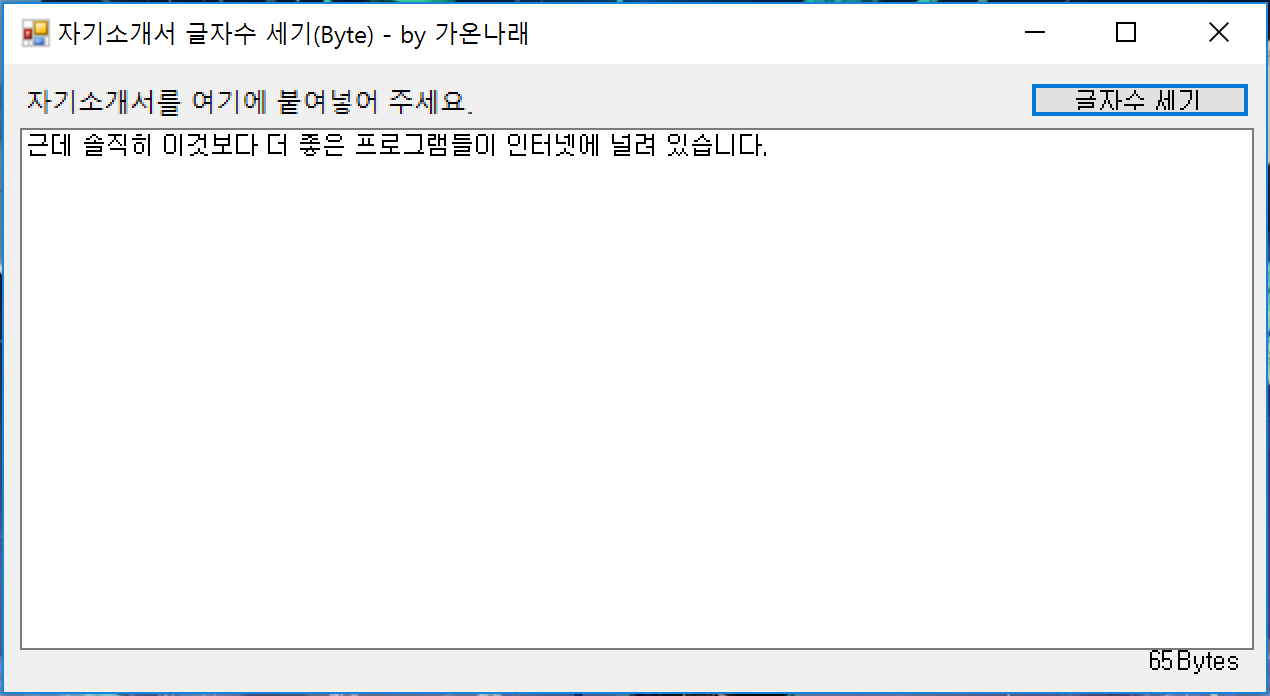 자기소개서 글자수 세기(Byte) - by 가온나래
자기소개서를 여기에 붙여넣어 주세요.
글자수 세기
근데 솔직히 이것보다 더 좋은 프로그램들이 인터넷에 널려 있습니다.
65Bytes